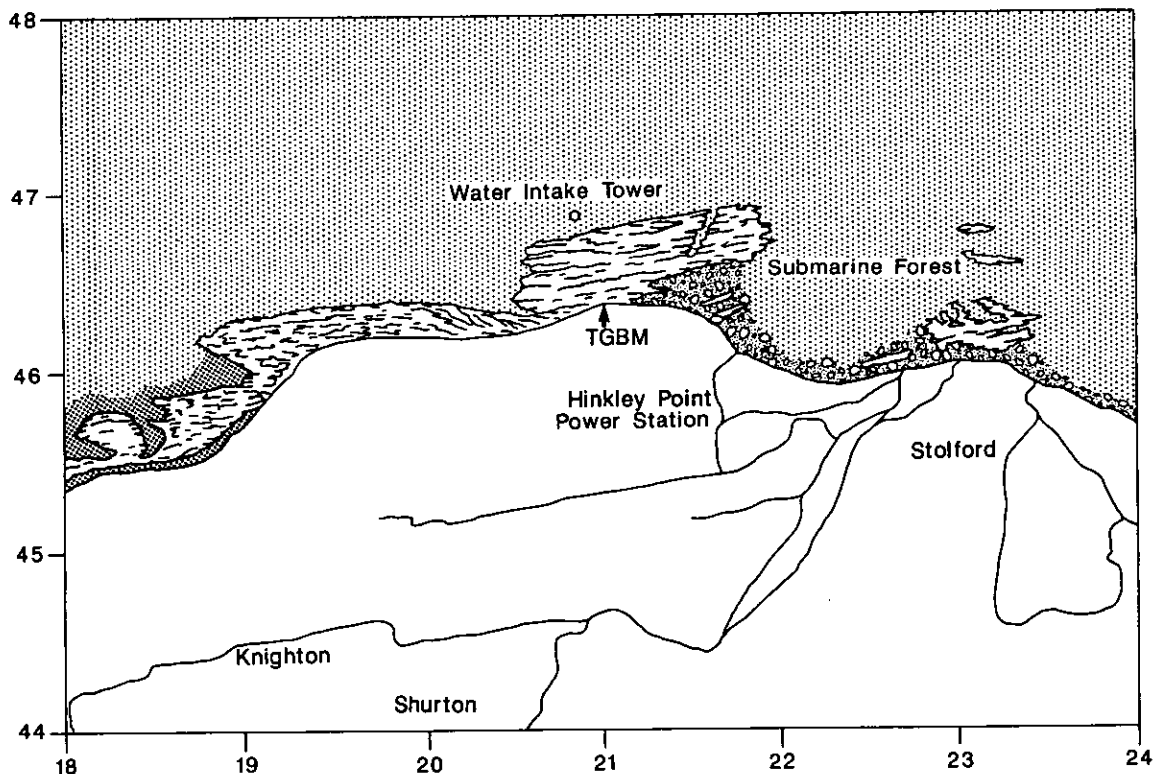 48
47
Water Intake Tower
Submarine Forest
TGBM
46
Hinkley Point
Power Station
Stolford
45
Knighton
Shurton
44
18 19 20 21 22 23 24